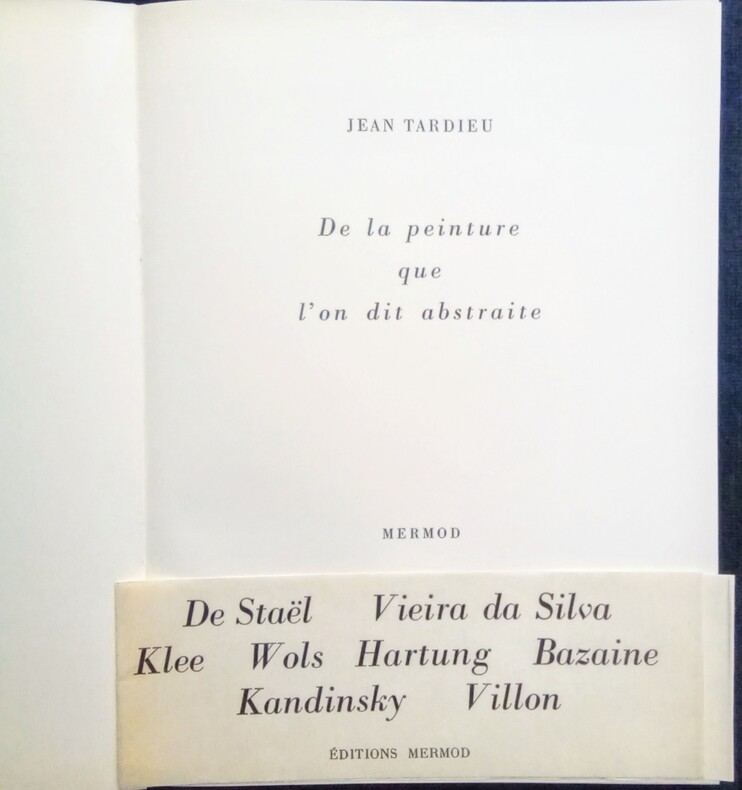 JEAN TARDIEU
De la peinture
que
l'on dit abstraite
MERMOD
De Staël Vieira da Silva
Klee Wols Hartung Bazaine
Kandinsky Villon
ÉDITIONS MERMOD